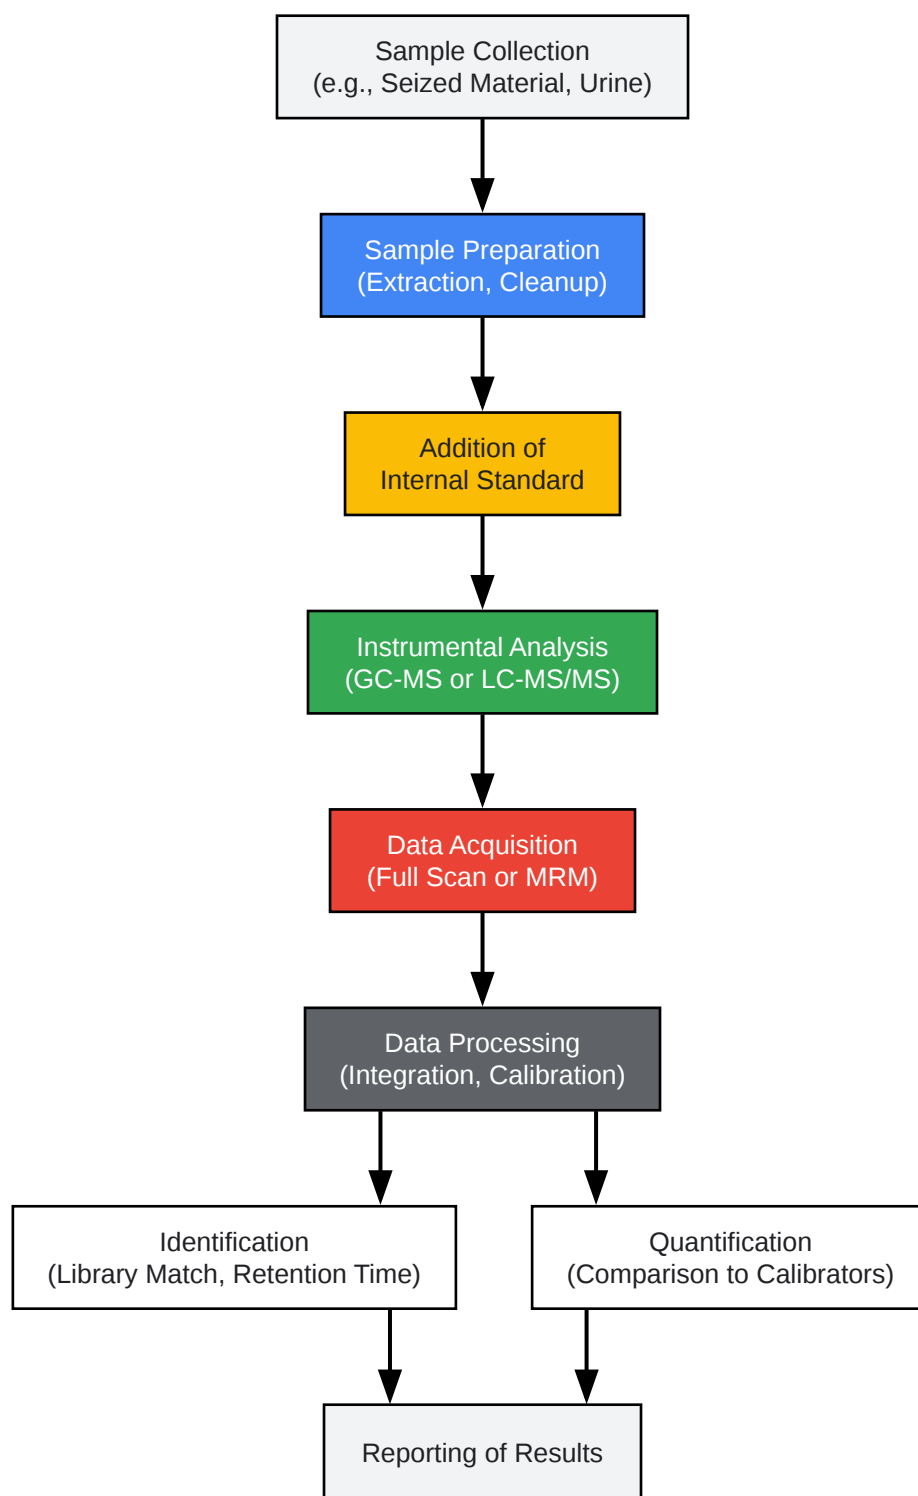 Sample Collection
(e.g., Seized Material, Urine)
Sample Preparation
(Extraction, Cleanup)
Addition of
Internal Standard
Instrumental Analysis
(GC-MS or LC-MS/MS)
Data Acquisition
(Full Scan or MRM)
Data Processing
(Integration, Calibration)
Identification
(Library Match, Retention Time)
Quantification
(Comparison to Calibrators)
Reporting of Results